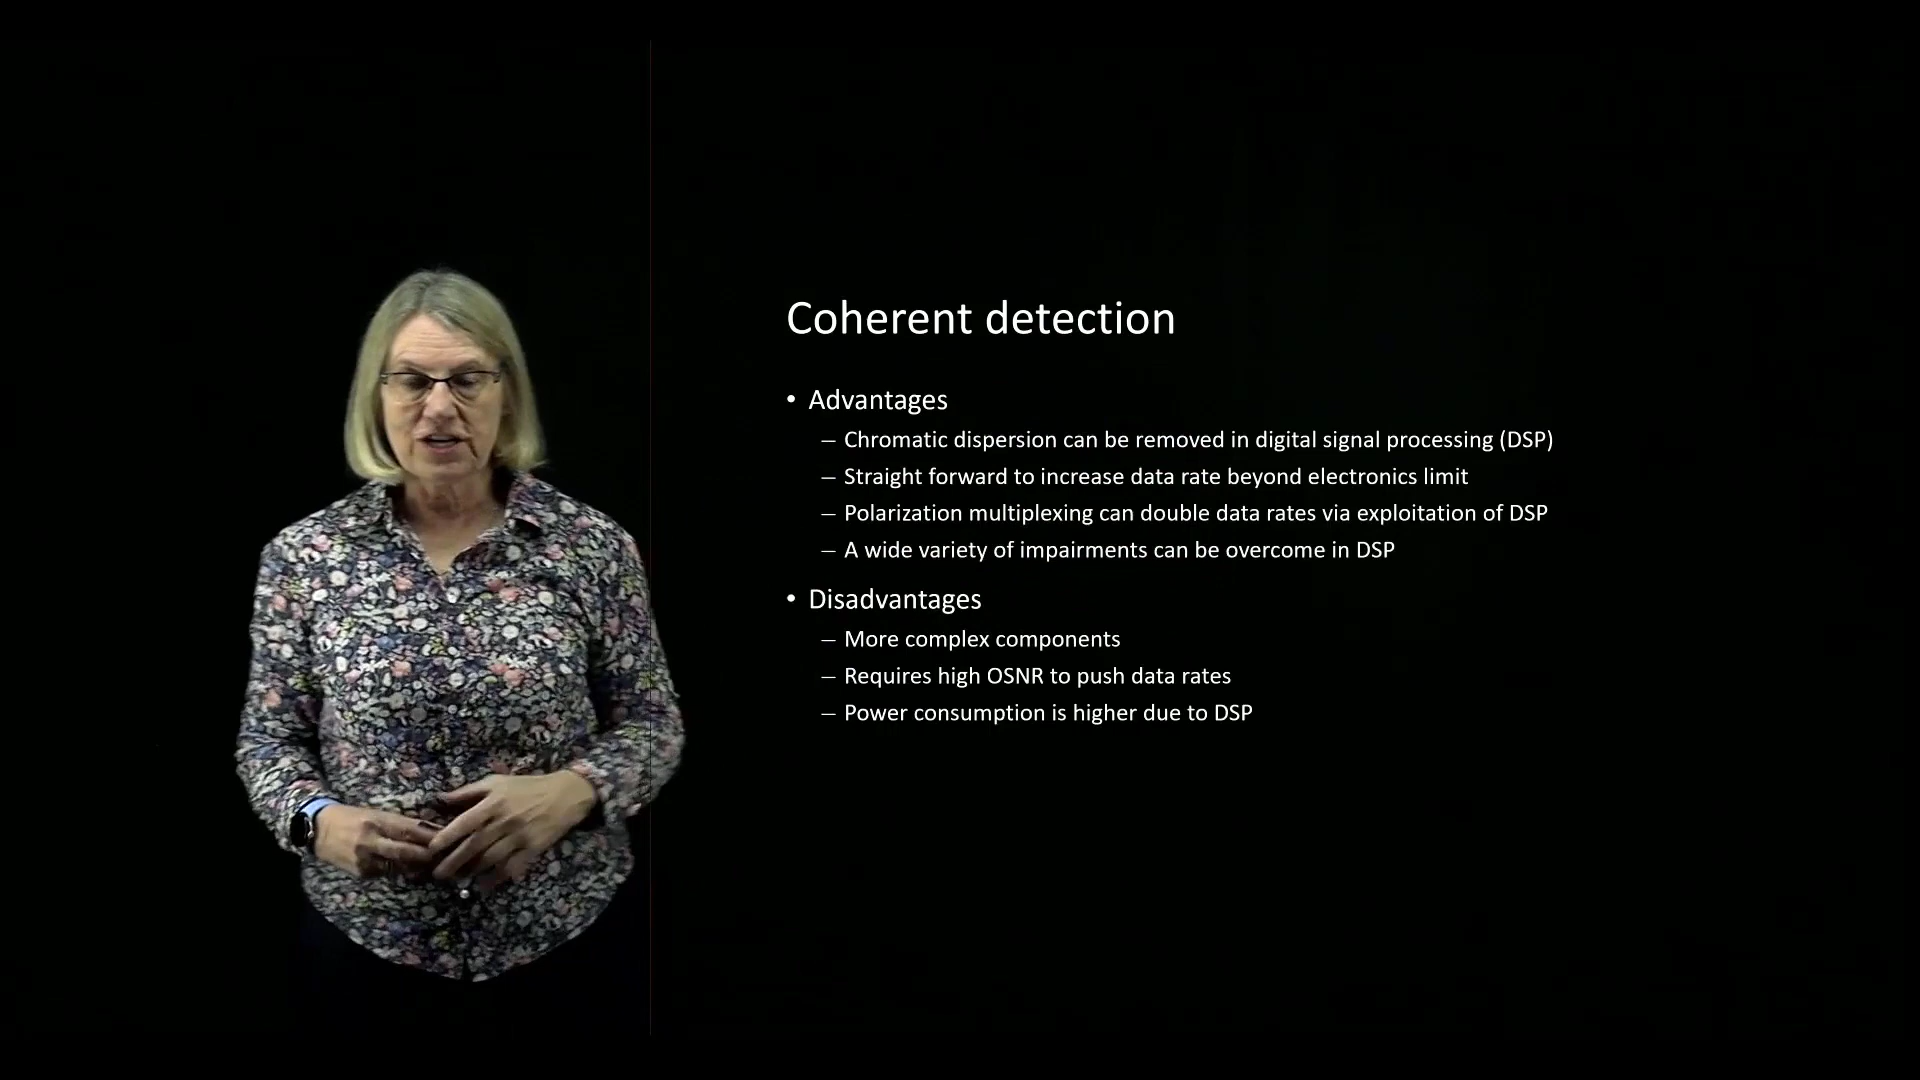 Coherent detection
• Advantages
– Chromatic dispersion can be removed in digital signal processing (DSP)
– Straight forward to increase data rate beyond electronics limit
– Polarization multiplexing can double data rates via exploitation of DSP
– A wide variety of impairments can be overcome in DSP
• Disadvantages
– More complex components
– Requires high OSNR to push data rates
– Power consumption is higher due to DSP